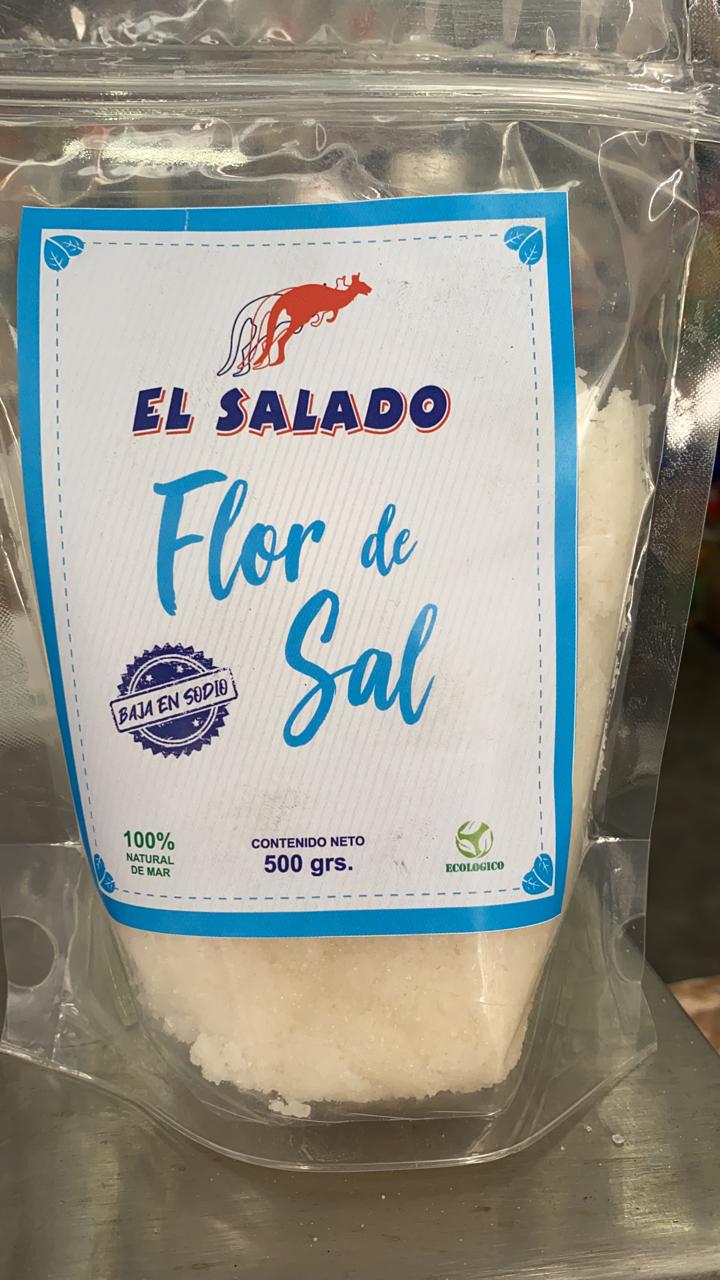 EL SALADO
Flor de
Sal
BAJA EN SODIO
100%
NATURAL
DE MAR
CONTENIDO NETO
500 grs.
ECOLOGICO